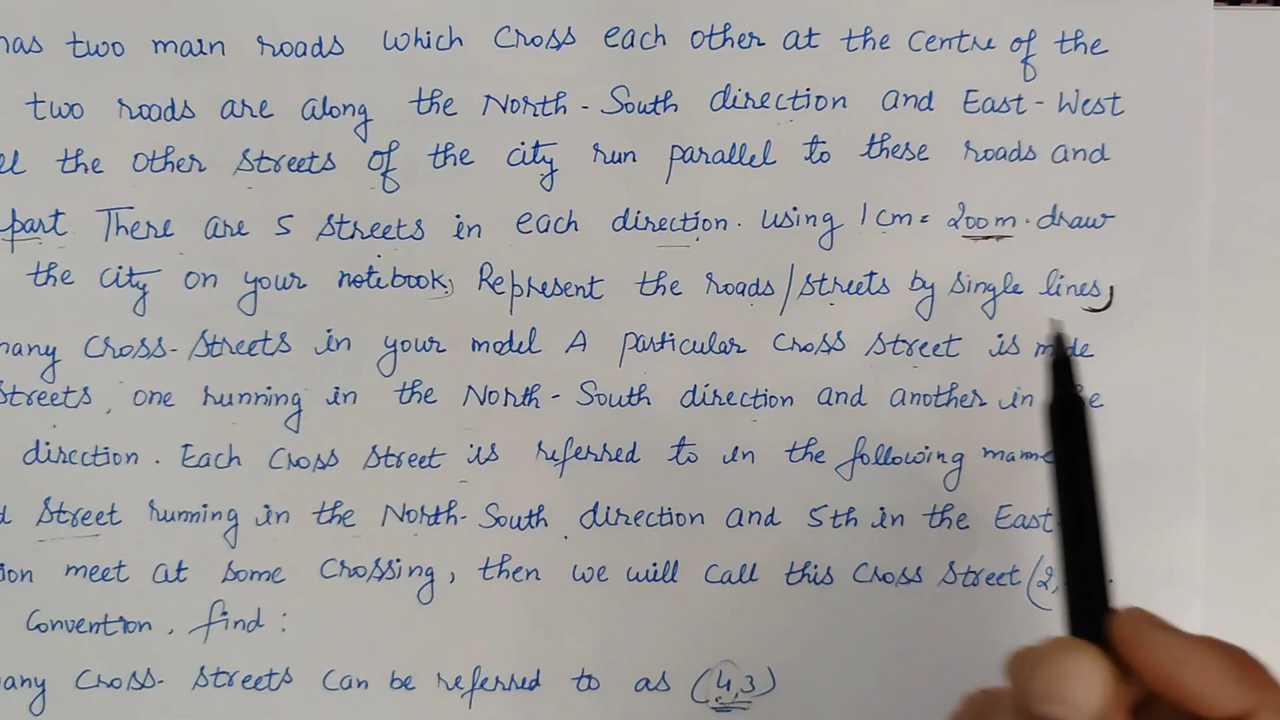 has two main roads which cross each other at the centre of the
two roads are along the North-South direction and East-West
the other streets of the city run parallel to these roads and
part There are 5 streets in each direction. using 1cm = 200m. draw
the city on your notebook, Represent the roads/streets by single lines,
many cross-streets in your model A particular cross street is made
streets, one running in the North-South direction and another in
direction. Each cross street is referred to in the following
street running in the North-South direction and 5th in the East
meet at some crossing, then we will call this cross street (2,
Convention, find:
many cross-streets can be referred to as (4,3)